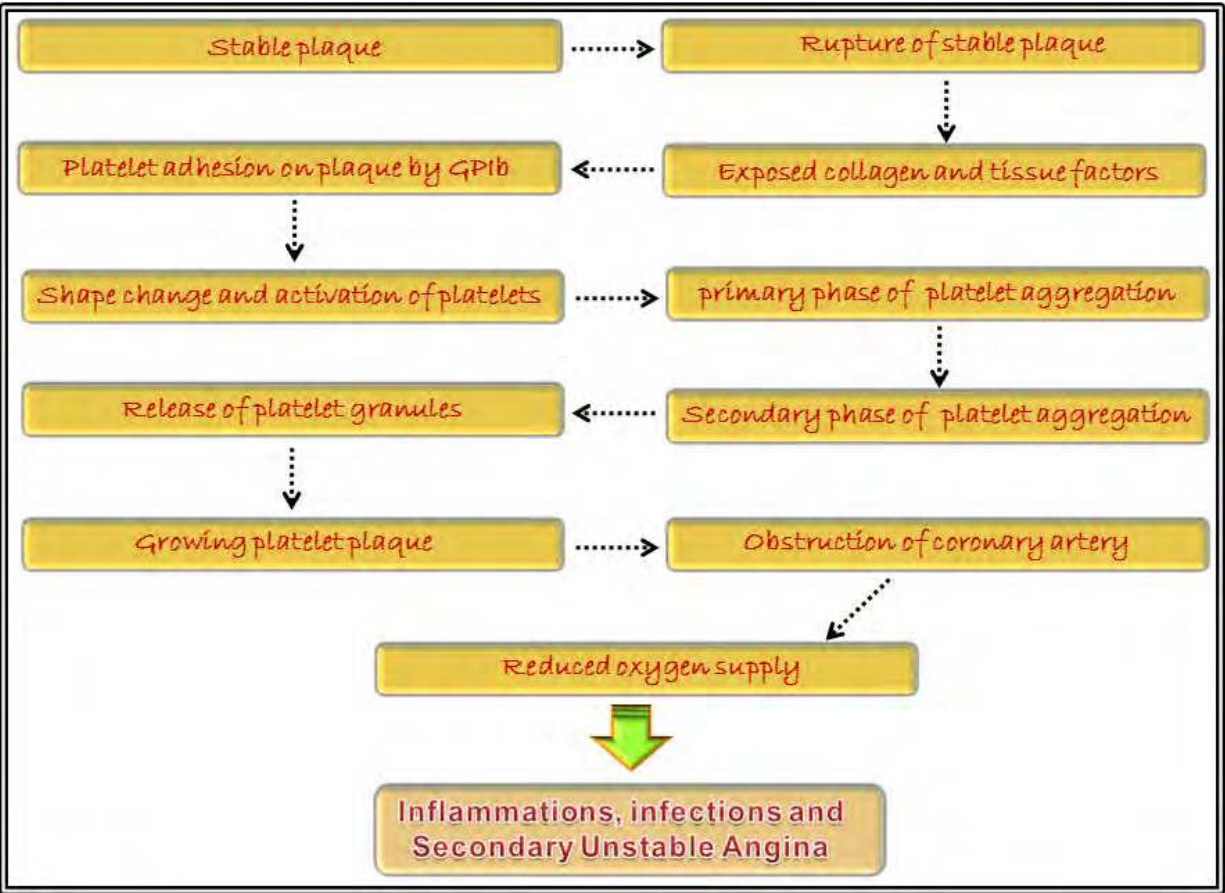 Stable plaque
Rupture of stable plaque
Exposed collagen and tissue factors
Platelet adhesion on plaque by GPIb
Shape change and activation of platelets
primary phase of platelet aggregation
Secondary phase of platelet aggregation
Release of platelet granules
Growing platelet plaque
Obstruction of coronary artery
Reduced oxygen supply
Inflammations, infections and
Secondary Unstable Angina